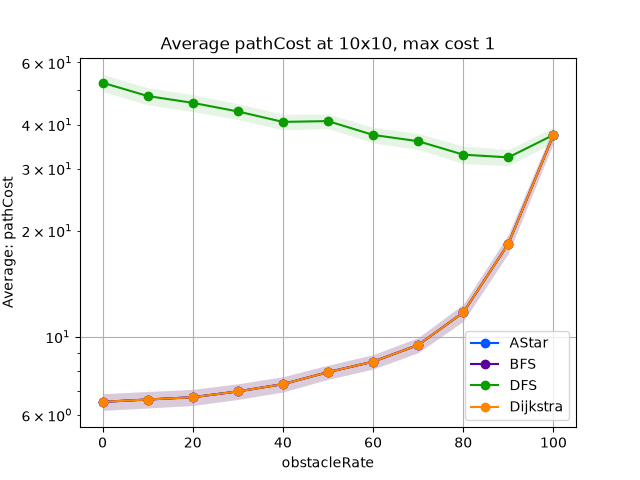 Average pathCost at 10x10, max cost 1
Average: pathCost
6 × 10¹
4 × 10¹
3 × 10¹
2 × 10¹
10¹
6 × 10⁰
0 20 40 60 80 100
obstacleRate
AStar
BFS
DFS
Dijkstra